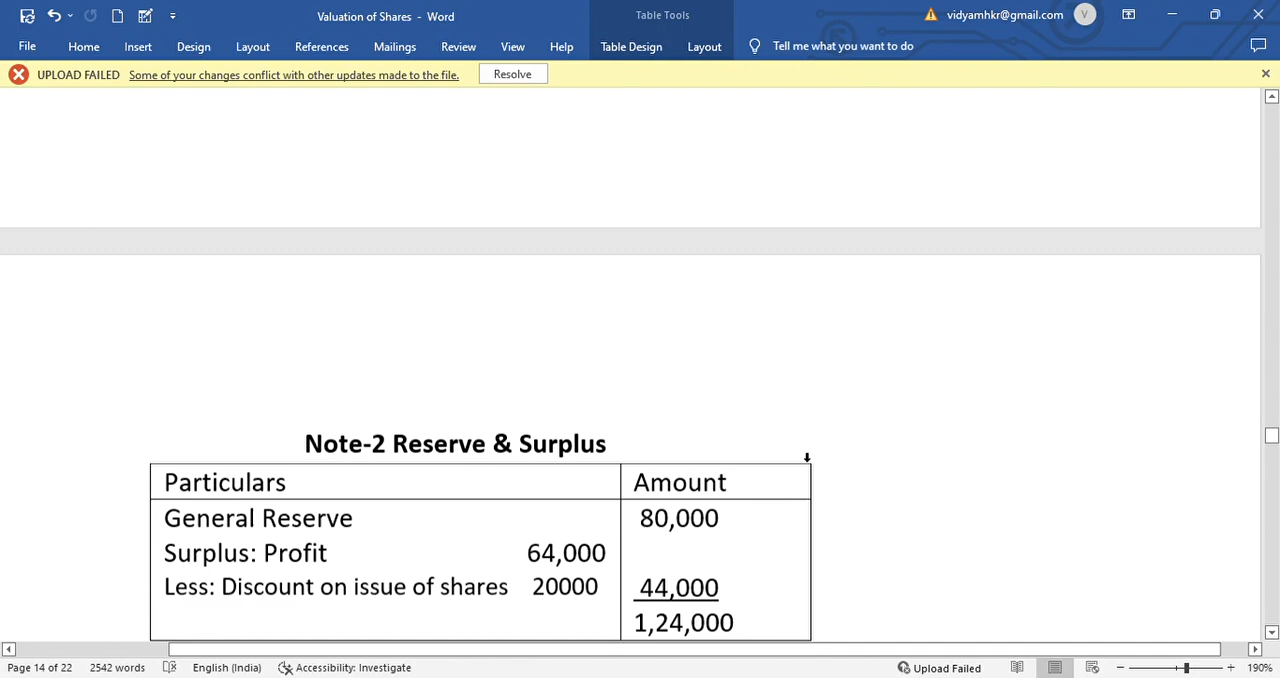 Valuation of Shares - Word
Table Tools
vidyamhkr@gmail.com
V
File Home Insert Design Layout References Mailings Review View Help Table Design Layout Tell me what you want to do
UPLOAD FAILED Some of your changes conflict with other updates made to the file. Resolve
Note-2 Reserve & Surplus
Particulars Amount
General Reserve 80,000
Surplus: Profit 64,000
Less: Discount on issue of shares 20000 44,000
1,24,000
Page 14 of 22 2542 words English (India) Accessibility: Investigate Upload Failed 190%